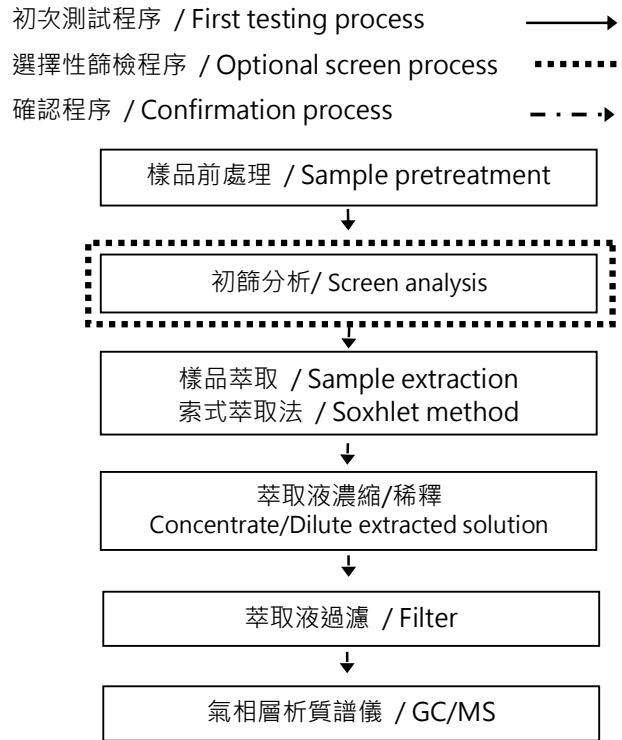 初次測試程序 / First testing process
選擇性篩檢程序 / Optional screen process
確認程序 / Confirmation process
樣品前處理 / Sample pretreatment
初篩分析/ Screen analysis
樣品萃取 / Sample extraction
索式萃取法 / Soxhlet method
萃取液濃縮/稀釋
Concentrate/Dilute extracted solution
萃取液過濾 / Filter
氣相層析質譜儀 / GC/MS